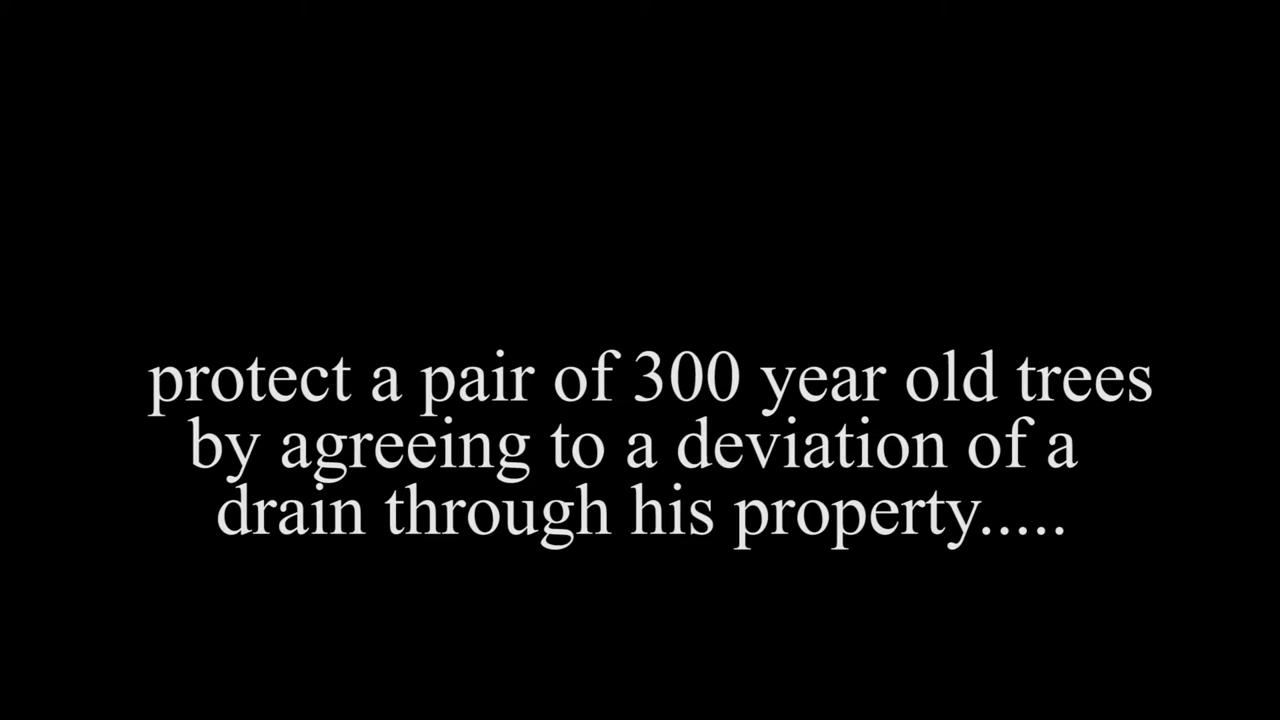 protect a pair of 300 year old trees
by agreeing to a deviation of a
drain through his property.....